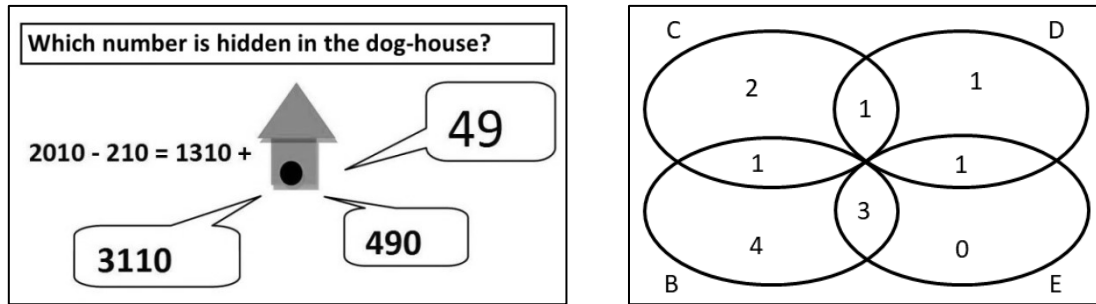 Which number is hidden in the dog-house?
49
2010 - 210 = 1310 +
3110
490
C
D
2
1
1
1
1
3
4
0
B
E